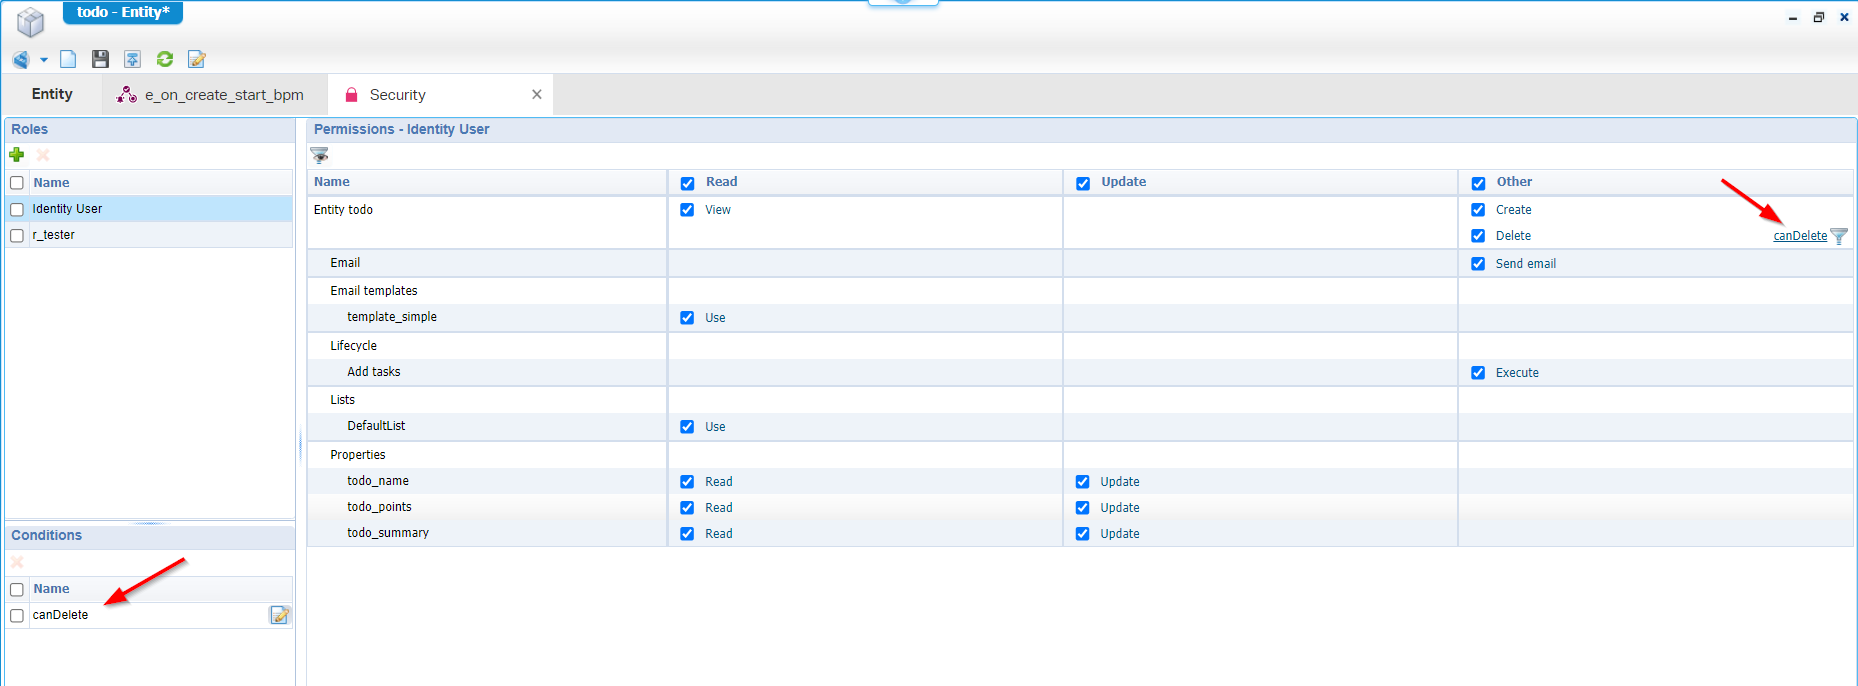 todo - Entity*
Entity
e_on_create_start_bpm
Security
Roles
Name
Identity User
r_tester
Permissions - Identity User
Name Read Update Other
Entity todo View Create
Delete canDelete
Email Send email
Email templates
template_simple Use
Lifecycle
Add tasks Execute
Lists
DefaultList Use
Properties
todo_name Read Update
todo_points Read Update
todo_summary Read Update
Conditions
Name
canDelete